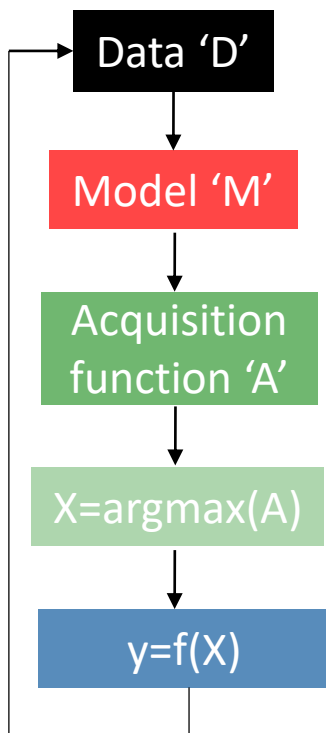 Data ‘D’
Model ‘M’
Acquisition
function ‘A’
X=argmax(A)
y=f(X)